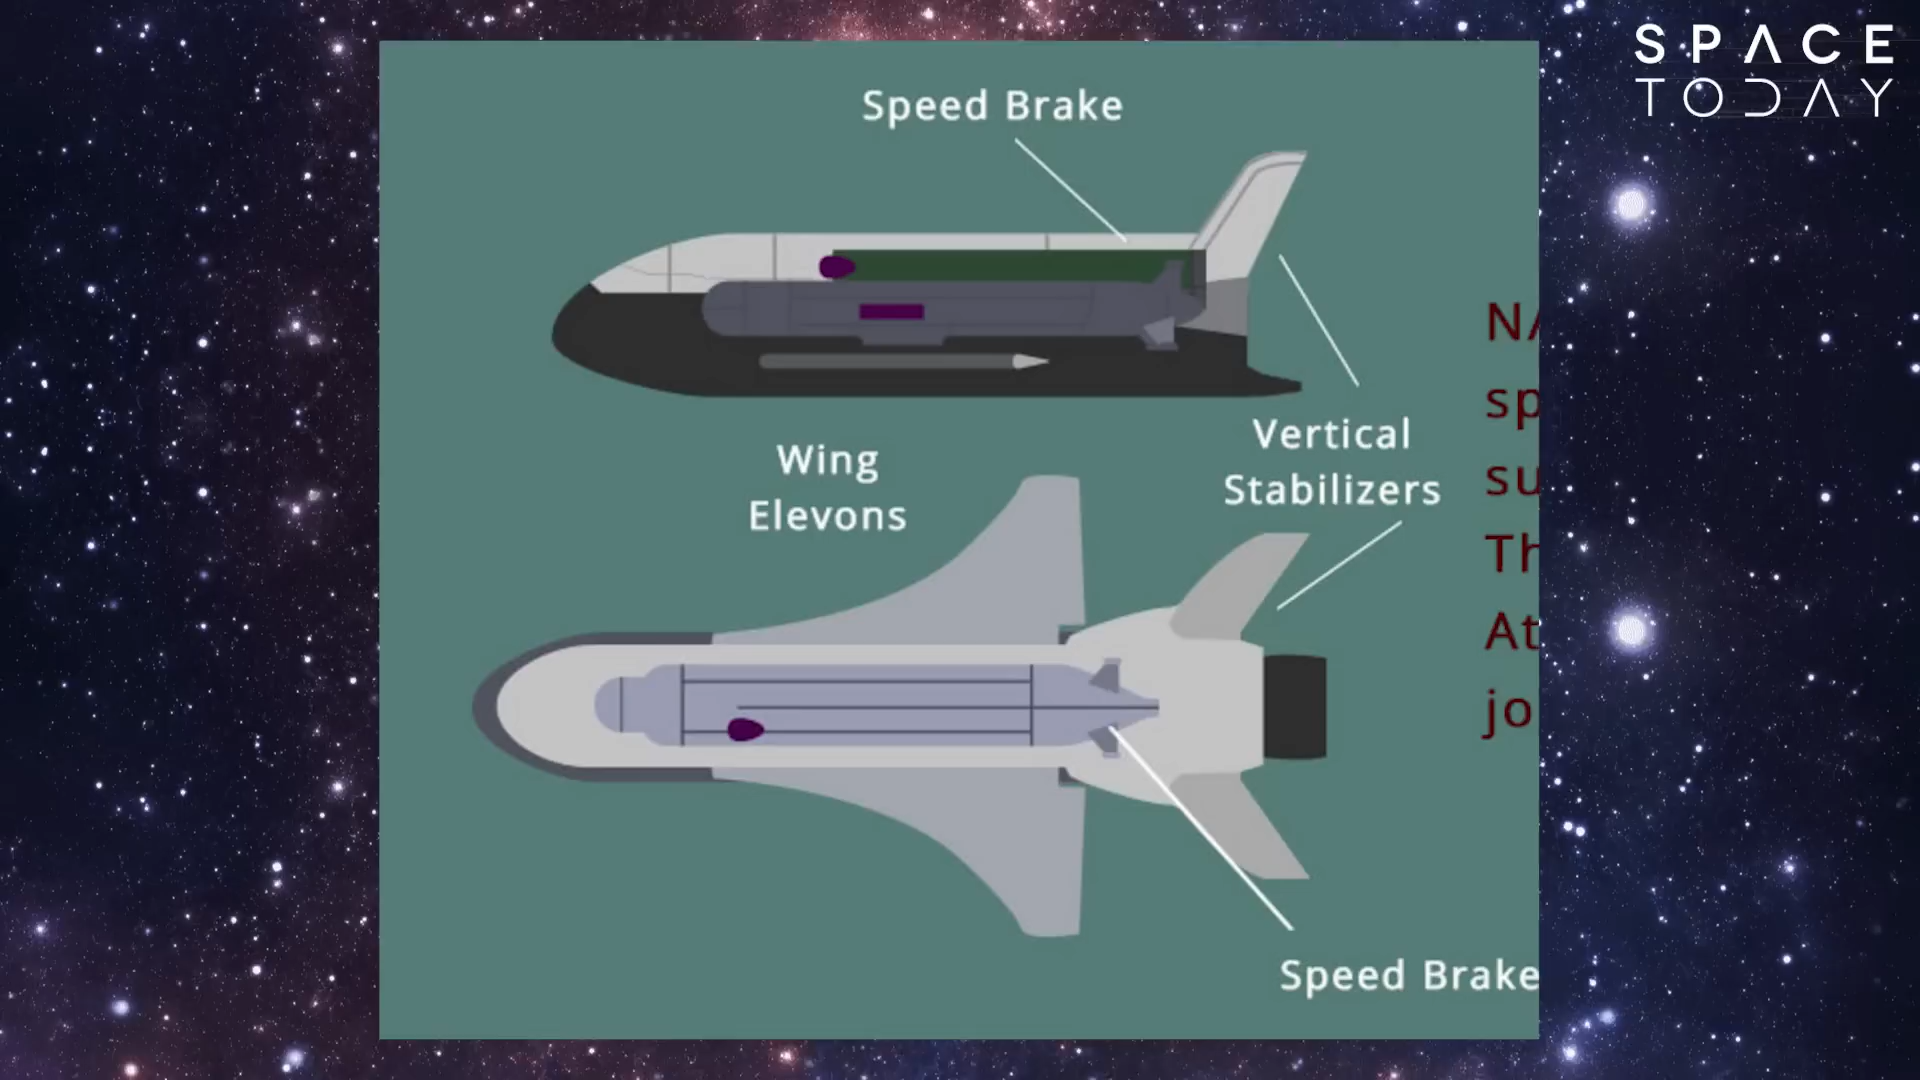 SPACE
TODAY
Speed Brake
Wing
Elevons
Vertical
Stabilizers
Speed Brake